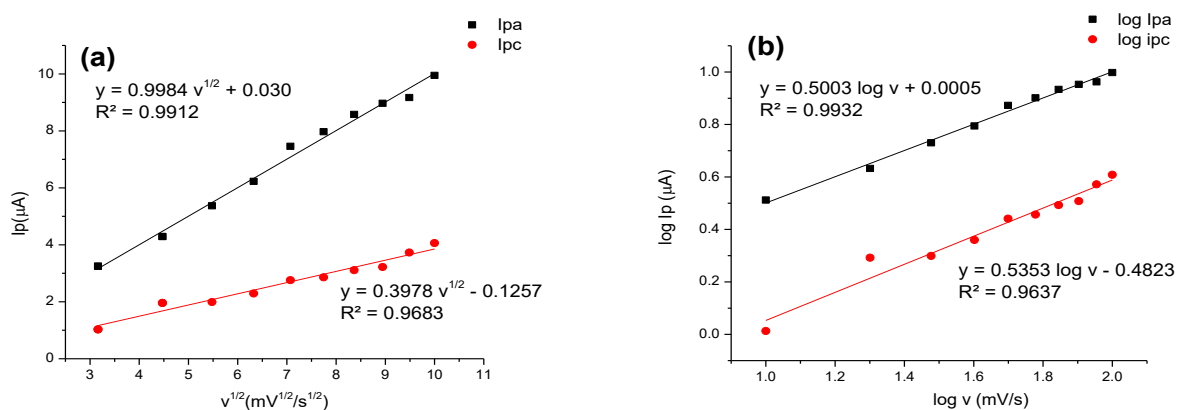 Ipa
Ipc
(a)
y = 0.9984 v^1/2 + 0.030
R² = 0.9912
y = 0.3978 v^1/2 - 0.1257
R² = 0.9683
Ip(μA)
10
8
6
4
2
0
3 4 5 6 7 8 9 10 11
v^1/2(mV^1/2/s^1/2)
log Ipa
log ipc
(b)
y = 0.5003 log v + 0.0005
R² = 0.9932
y = 0.5353 log v - 0.4823
R² = 0.9637
log Ip (μA)
1.0
0.8
0.6
0.4
0.2
0.0
1.0 1.2 1.4 1.6 1.8 2.0
log v (mV/s)